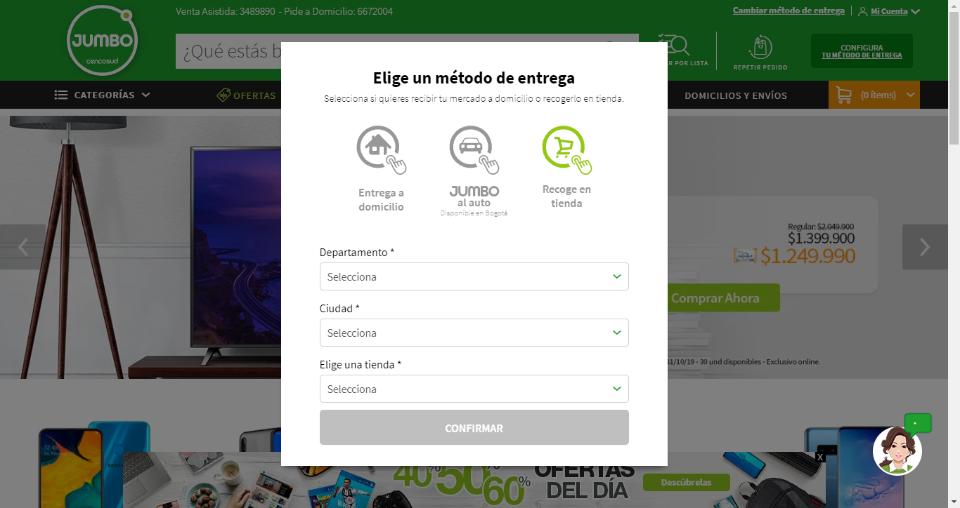 Venta Asistida: 3489890 - Pide a Domicilio: 6672004
Cambiar método de entrega
Mi Cuenta
JUMBO
cencosud
¿Qué estás b
R POR LISTA
REPETIR PEDIDO
CONFIGURA
TU MÉTODO DE ENTREGA
CATEGORÍAS
OFERTAS
DOMICILIOS Y ENVÍOS
(0 ítems)
Elige un método de entrega
Selecciona si quieres recibir tu mercado a domicilio o recogerlo en tienda.
Entrega a
domicilio
JUMBO
al auto
Disponible en Bogotá
Recoge en
tienda
Departamento *
Selecciona
Ciudad *
Selecciona
Elige una tienda *
Selecciona
CONFIRMAR
Regular: $2.049.900
$1.399.900
$1.249.990
Comprar Ahora
1/10/19 - 30 und disponibles - Exclusivo online.
40% 50% 60%
OFERTAS
DEL DÍA
Descúbrelas
X